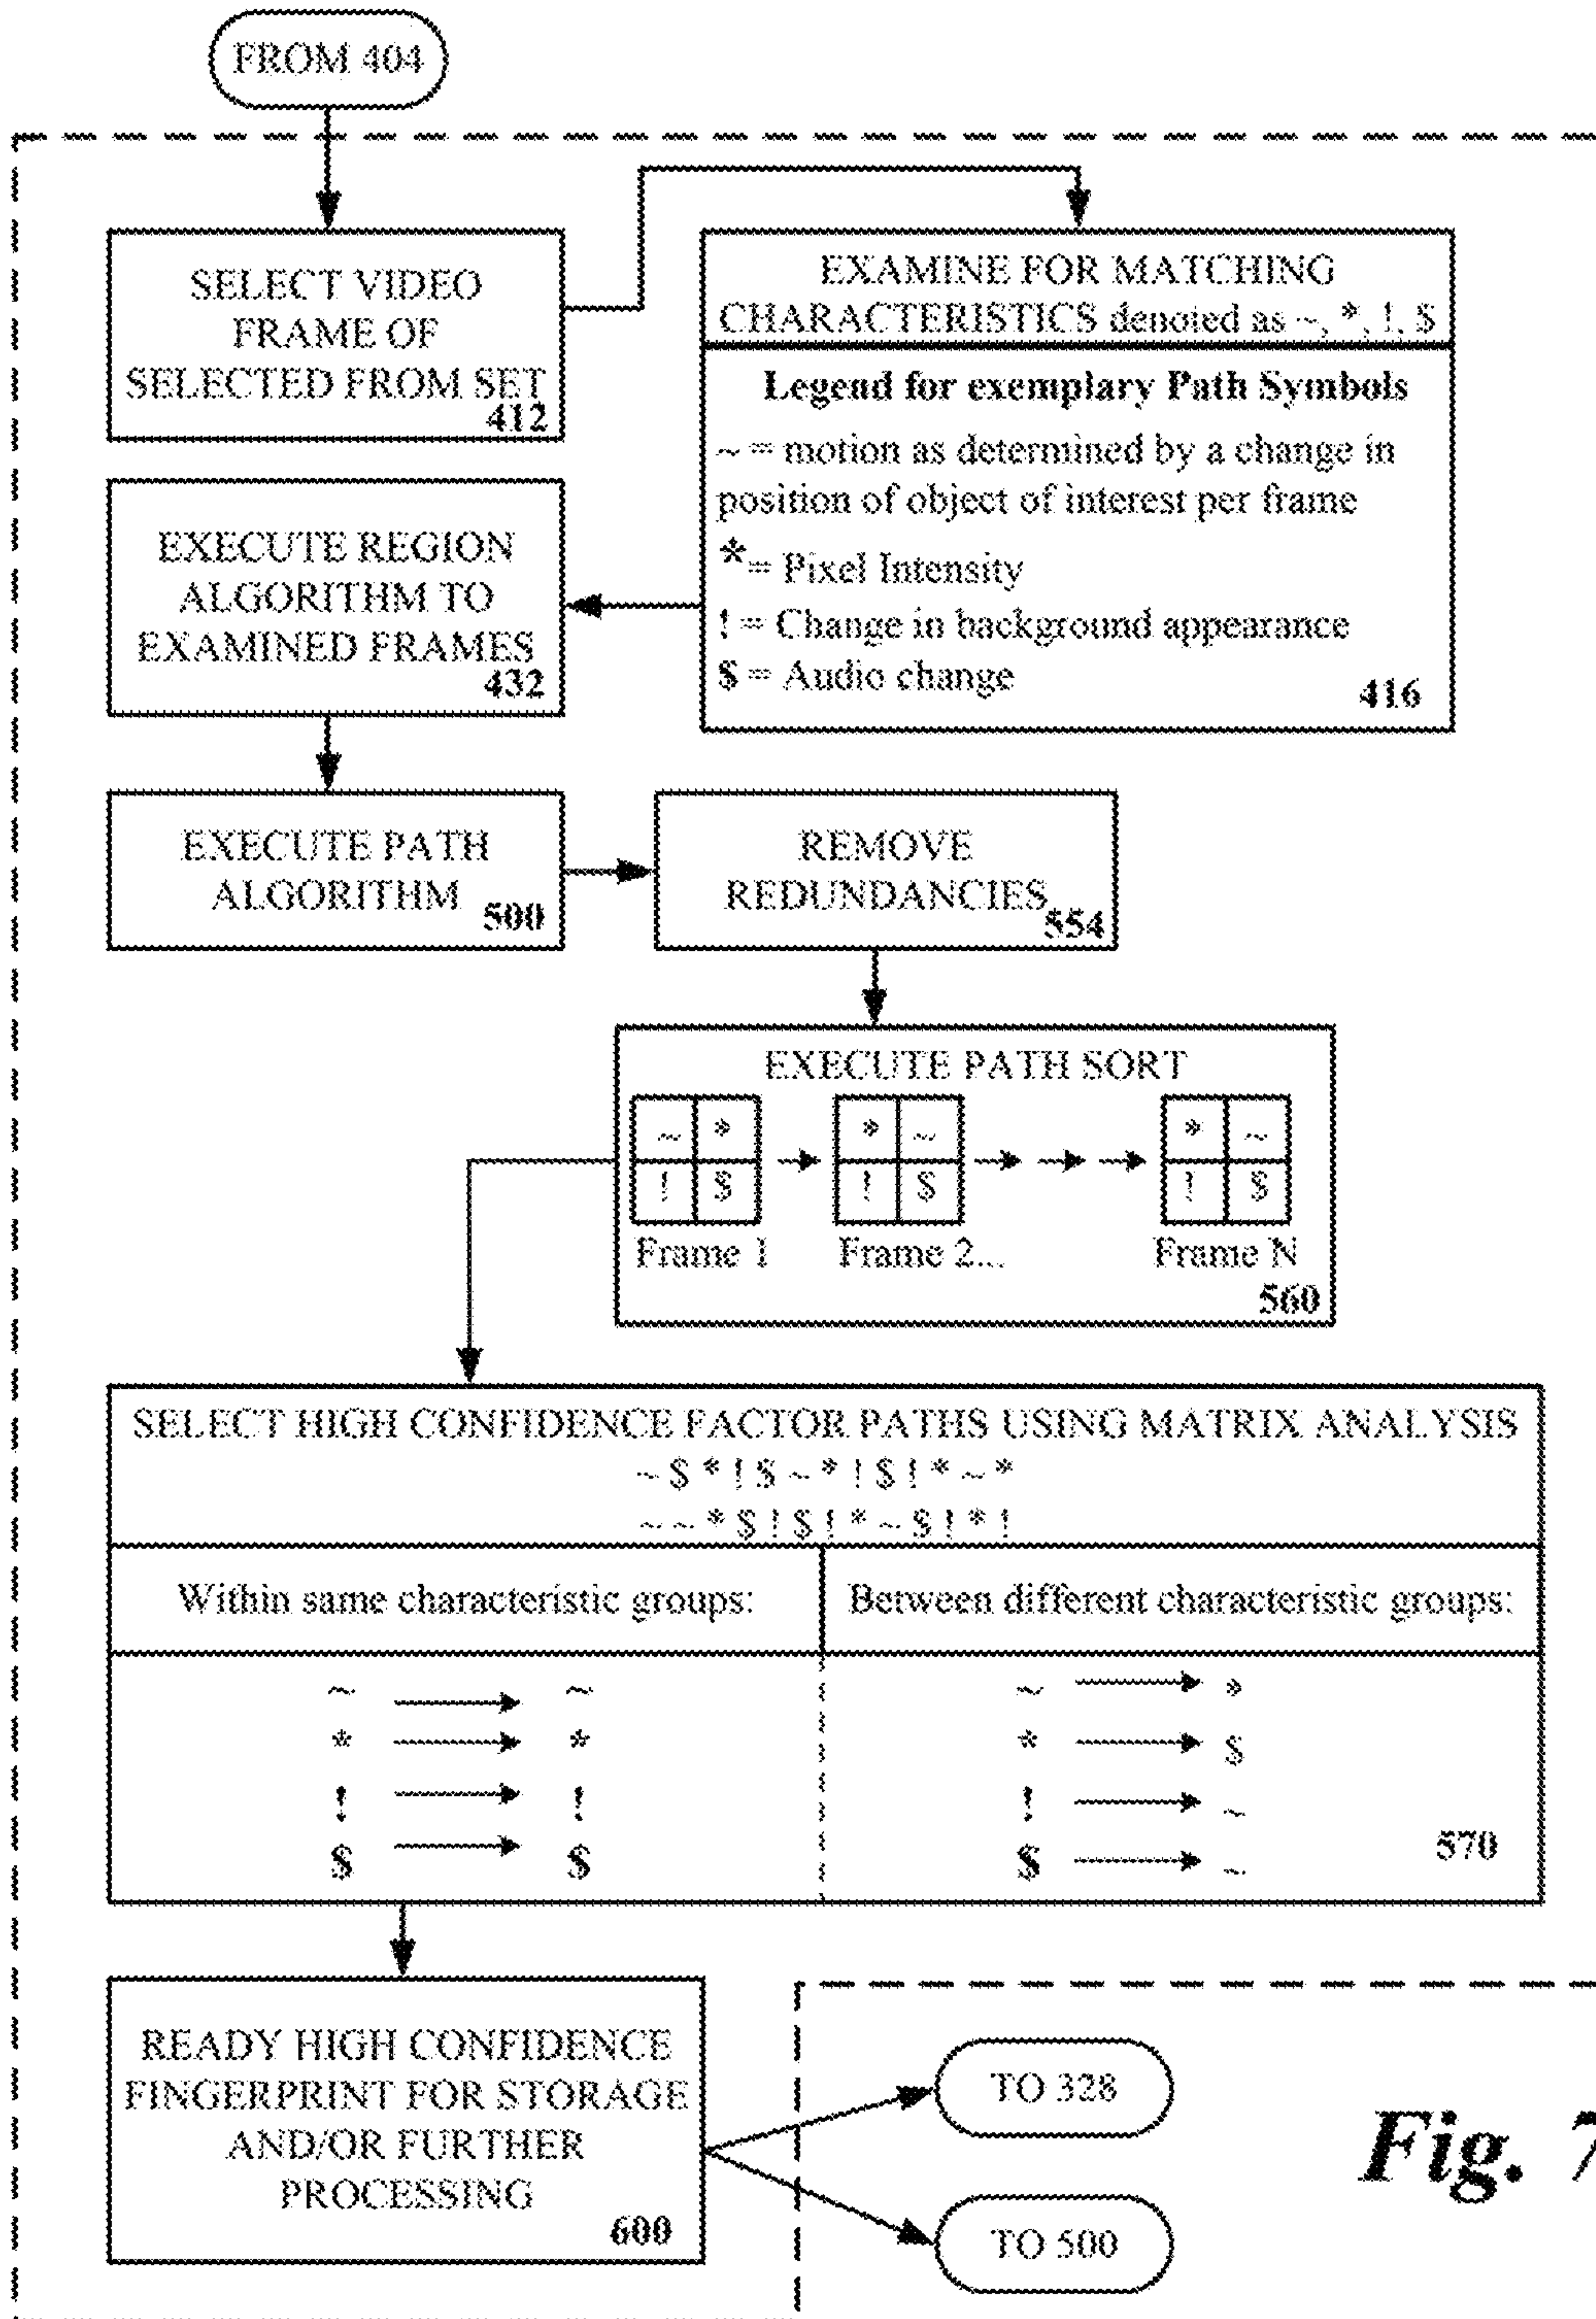 FROM 404
SELECT VIDEO
FRAME OF
SELECTED FROM SET
412
EXAMINE FOR MATCHING
CHARACTERISTICS denoted as ~, *, !, $
Legend for exemplary Path Symbols
~ = motion as determined by a change in
position of object of interest per frame
*= Pixel Intensity
! = Change in background appearance
$ = Audio change
416
EXECUTE REGION
ALGORITHM TO
EXAMINED FRAMES
432
EXECUTE PATH
ALGORITHM
500
REMOVE
REDUNDANCIES
554
EXECUTE PATH SORT
~ * * ~ * ~
! $ ! $ ! $
Frame 1 Frame 2... Frame N
560
SELECT HIGH CONFIDENCE FACTOR PATHS USING MATRIX ANALYSIS
~ $ * ! $ ~ * ! $ ! * ~ *
~ ~ * $ ! $ ! * ~ $ ! * !
Within same characteristic groups:
~ ~
* *
! !
$ $
Between different characteristic groups:
~ *
* $
! ~
$ ~
570
READY HIGH CONFIDENCE
FINGERPRINT FOR STORAGE
AND/OR FURTHER
PROCESSING
600
TO 328
TO 500
Fig. 7